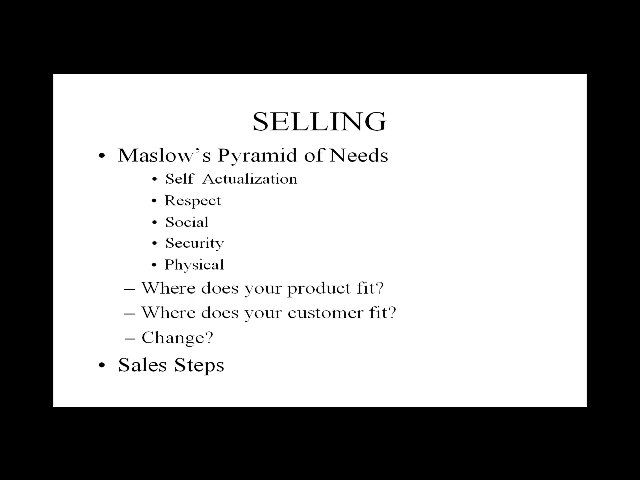 SELLING
• Maslow's Pyramid of Needs
• Self Actualization
• Respect
• Social
• Security
• Physical
– Where does your product fit?
– Where does your customer fit?
– Change?
• Sales Steps